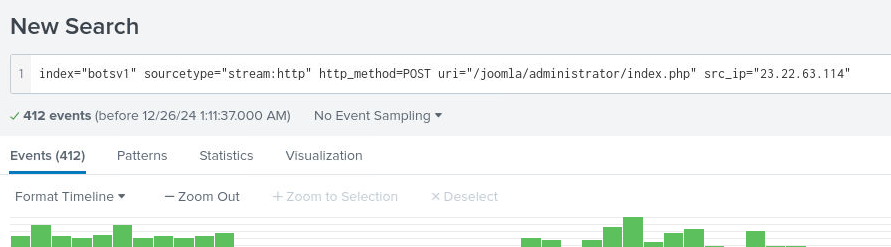 New Search
1 index="botsv1" sourcetype="stream:http" http_method=POST uri="/joomla/administrator/index.php" src_ip="23.22.63.114"
✓ 412 events (before 12/26/24 1:11:37.000 AM) No Event Sampling ▾
Events (412) Patterns Statistics Visualization
Format Timeline ▾ − Zoom Out + Zoom to Selection × Deselect